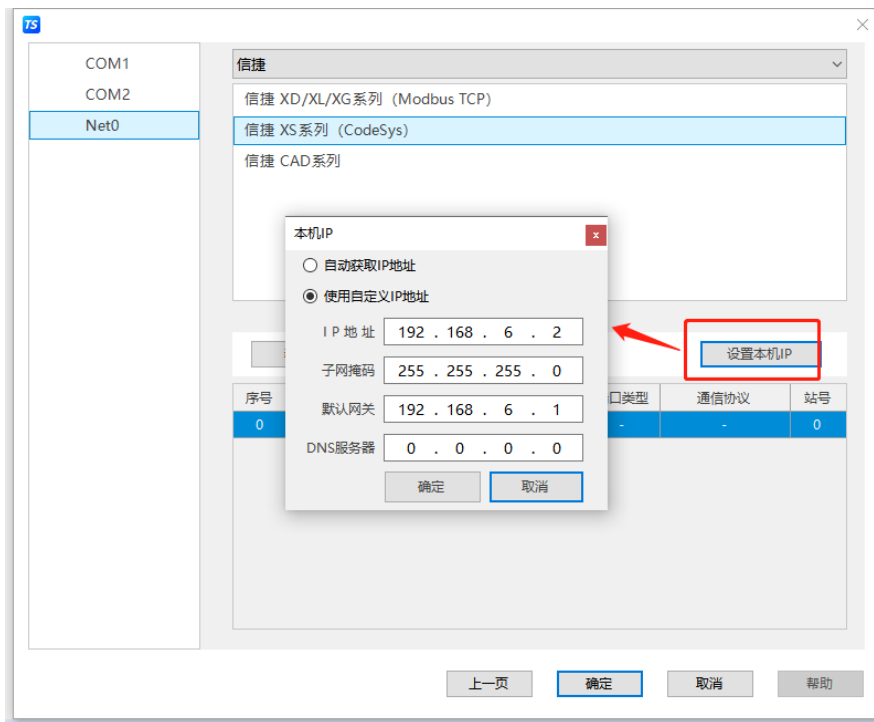 TS
COM1
COM2
Net0
信捷
信捷 XD/XL/XG系列（Modbus TCP）
信捷 XS系列（CodeSys）
信捷 CAD系列
本机IP
自动获取IP地址
使用自定义IP地址
IP地址 192 . 168 . 6 . 2
子网掩码 255 . 255 . 255 . 0
默认网关 192 . 168 . 6 . 1
DNS服务器 0 . 0 . 0 . 0
确定 取消
设置本机IP
序号 口类型 通信协议 站号
0 - - 0
上一页 确定 取消 帮助